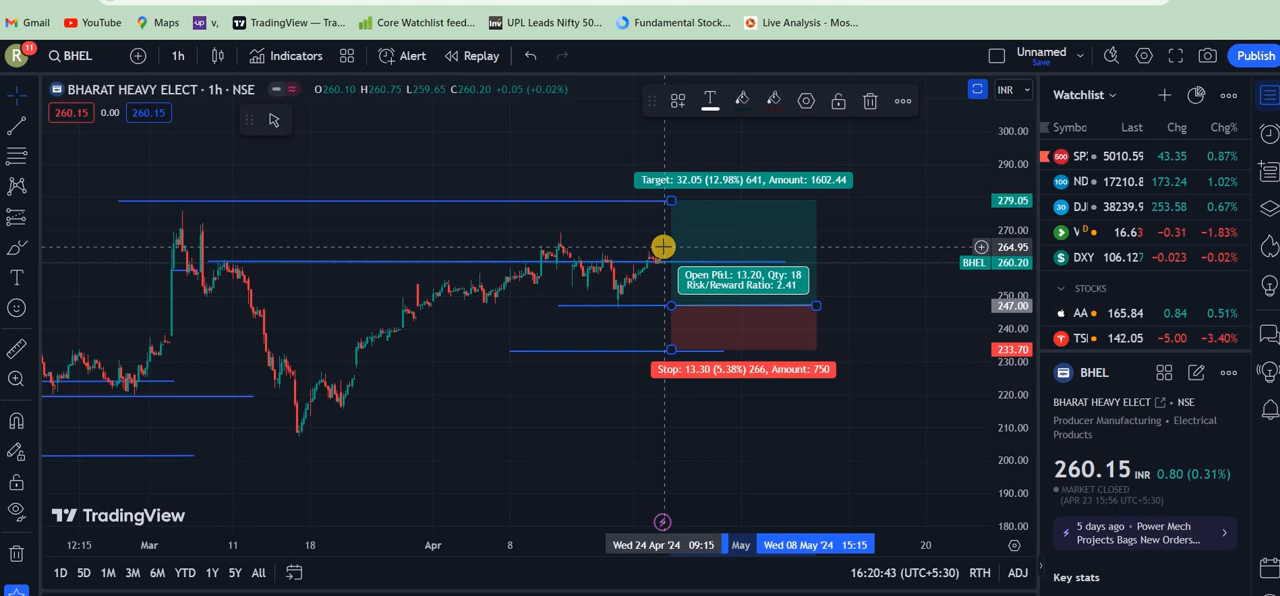 Gmail
YouTube
Maps
up
v,
TradingView — Tra...
Core Watchlist feed...
Inv
UPL Leads Nifty 50...
Fundamental Stock...
Live Analysis - Mos...
R
11
BHEL
1h
Indicators
Alert
Replay
Unnamed
Save
Publish
BHARAT HEAVY ELECT · 1h · NSE
O260.10 H260.75 L259.65 C260.20 +0.05 (+0.02%)
260.15
0.00
260.15
INR
300.00
290.00
279.05
270.00
264.95
BHEL
260.20
250.00
247.00
240.00
233.70
230.00
220.00
210.00
200.00
190.00
180.00
Target: 32.05 (12.98%) 641, Amount: 1602.44
Open P&L: 13.20, Qty: 18
Risk/Reward Ratio: 2.41
Stop: 13.30 (5.38%) 266, Amount: 750
TradingView
12:15
Mar
11
18
Apr
8
Wed 24 Apr '24 09:15
May
Wed 08 May '24 15:15
20
1D
5D
1M
3M
6M
YTD
1Y
5Y
All
16:20:43 (UTC+5:30)
RTH
ADJ
Watchlist
Symbo
Last
Chg
Chg%
500
SP
5010.59
43.35
0.87%
100
ND
17210.8
173.24
1.02%
30
DJ
38239.9
253.58
0.67%
V
D
16.63
-0.31
-1.83%
$
DXY
106.127
-0.023
-0.02%
STOCKS
AA
165.84
0.84
0.51%
TS
142.05
-5.00
-3.40%
BHEL
BHARAT HEAVY ELECT
• NSE
Producer Manufacturing • Electrical
Products
260.15 INR 0.80 (0.31%)
MARKET CLOSED
(APR 23 15:56 UTC+5:30)
5 days ago • Power Mech
Projects Bags New Orders...
Key stats